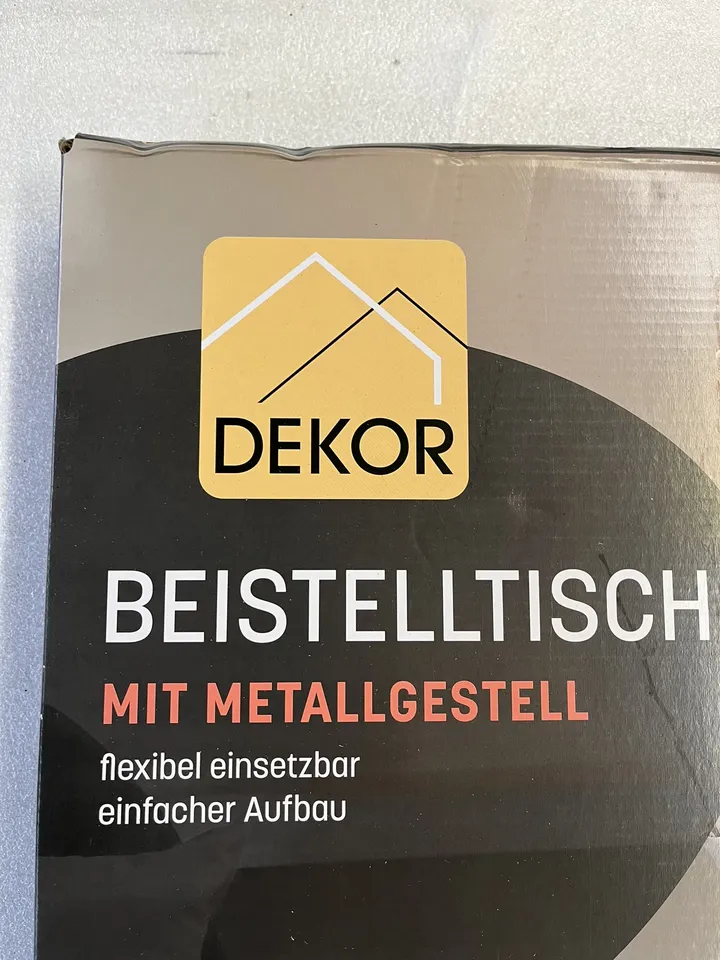 DEKOR
BEISTELLTISCH
MIT METALLGESTELL
flexibel einsetzbar
einfacher Aufbau